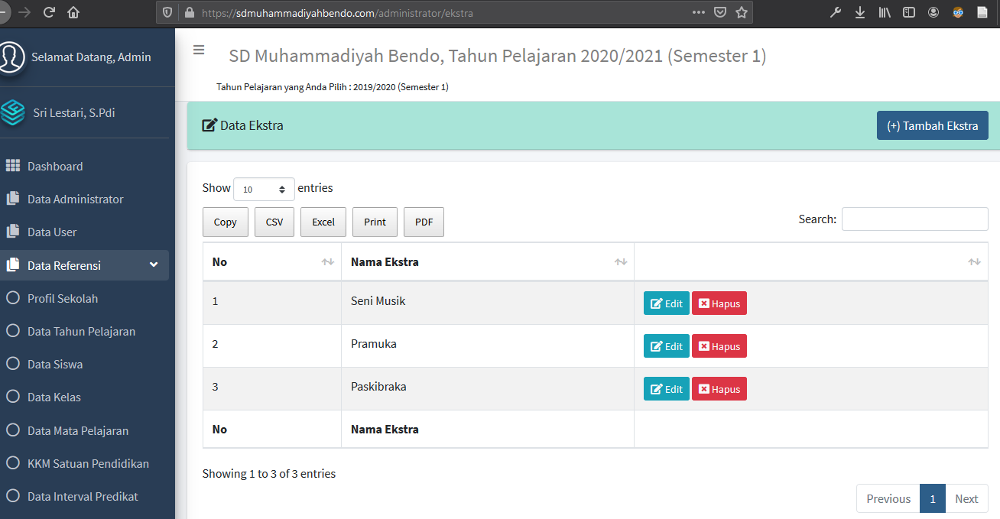 https://sdmuhammadiyahbendo.com/administrator/ekstra
Selamat Datang, Admin
Sri Lestari, S.Pdi
Dashboard
Data Administrator
Data User
Data Referensi
Profil Sekolah
Data Tahun Pelajaran
Data Siswa
Data Kelas
Data Mata Pelajaran
KKM Satuan Pendidikan
Data Interval Predikat
SD Muhammadiyah Bendo, Tahun Pelajaran 2020/2021 (Semester 1)
Tahun Pelajaran yang Anda Pilih : 2019/2020 (Semester 1)
Data Ekstra
(+) Tambah Ekstra
Show 10 entries
Copy CSV Excel Print PDF
Search:
No Nama Ekstra
1 Seni Musik Edit Hapus
2 Pramuka Edit Hapus
3 Paskibraka Edit Hapus
No Nama Ekstra
Showing 1 to 3 of 3 entries
Previous 1 Next